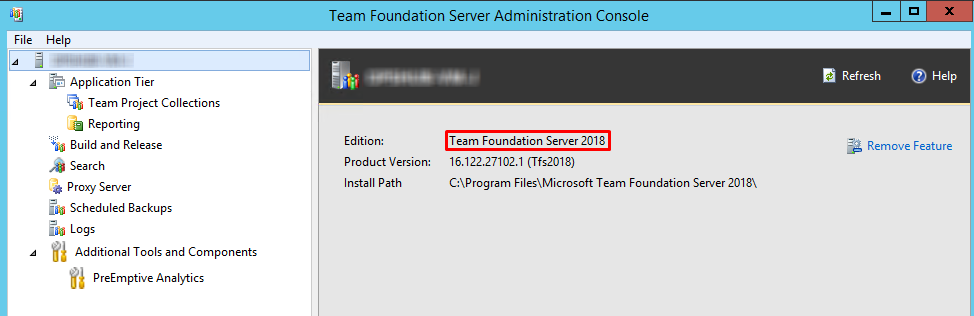 Team Foundation Server Administration Console
File Help
Refresh
Help
Application Tier
Team Project Collections
Reporting
Build and Release
Search
Proxy Server
Scheduled Backups
Logs
Additional Tools and Components
PreEmptive Analytics
Edition: Team Foundation Server 2018
Product Version: 16.122.27102.1 (Tfs2018)
Install Path C:\Program Files\Microsoft Team Foundation Server 2018\
Remove Feature